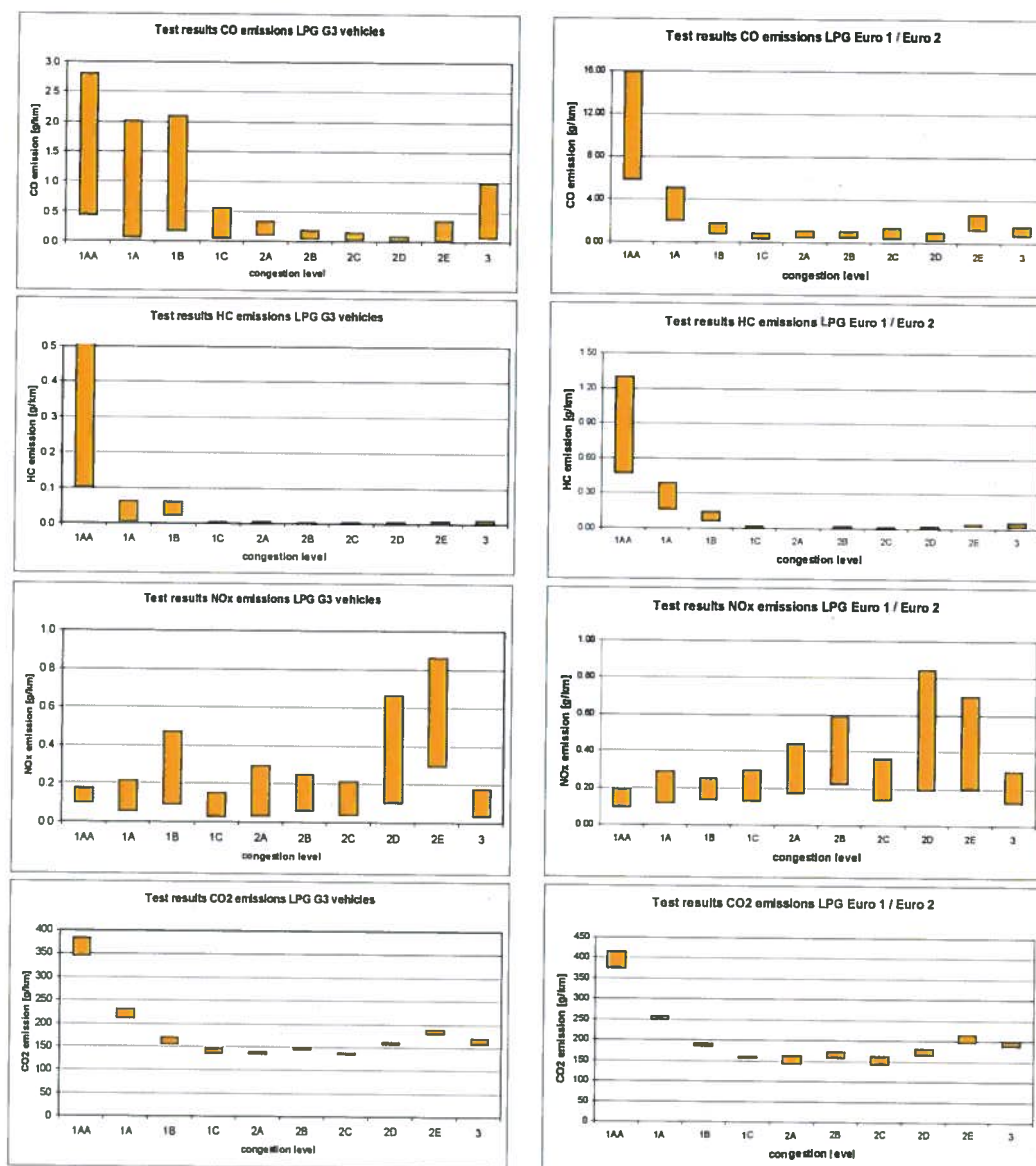 Test results CO emissions LPG G3 vehicles
CO emission [g/km]
3.0
2.5
2.0
1.5
1.0
0.5
0.0
1AA 1A 1B 1C 2A 2B 2C 2D 2E 3
congestion level
Test results CO emissions LPG Euro 1 / Euro 2
CO emission [g/km]
16.00
12.00
8.00
4.00
0.00
1AA 1A 1B 1C 2A 2B 2C 2D 2E 3
congestion level
Test results HC emissions LPG G3 vehicles
HC emission [g/km]
0.5
0.4
0.3
0.2
0.1
0.0
1AA 1A 1B 1C 2A 2B 2C 2D 2E 3
congestion level
Test results HC emissions LPG Euro 1 / Euro 2
HC emission [g/km]
1.50
1.20
0.90
0.60
0.30
0.00
1AA 1A 1B 1C 2A 2B 2C 2D 2E 3
congestion level
Test results NOx emissions LPG G3 vehicles
NOx emission [g/km]
1.0
0.8
0.6
0.4
0.2
0.0
1AA 1A 1B 1C 2A 2B 2C 2D 2E 3
congestion level
Test results NOx emissions LPG Euro 1 / Euro 2
NOx emission [g/km]
1.00
0.80
0.60
0.40
0.20
0.00
1AA 1A 1B 1C 2A 2B 2C 2D 2E 3
congestion level
Test results CO2 emissions LPG G3 vehicles
CO2 emission [g/km]
400
350
300
250
200
150
100
50
0
1AA 1A 1B 1C 2A 2B 2C 2D 2E 3
congestion level
Test results CO2 emissions LPG Euro 1 / Euro 2
CO2 emission [g/km]
450
400
350
300
250
200
150
100
50
0
1AA 1A 1B 1C 2A 2B 2C 2D 2E 3
congestion level